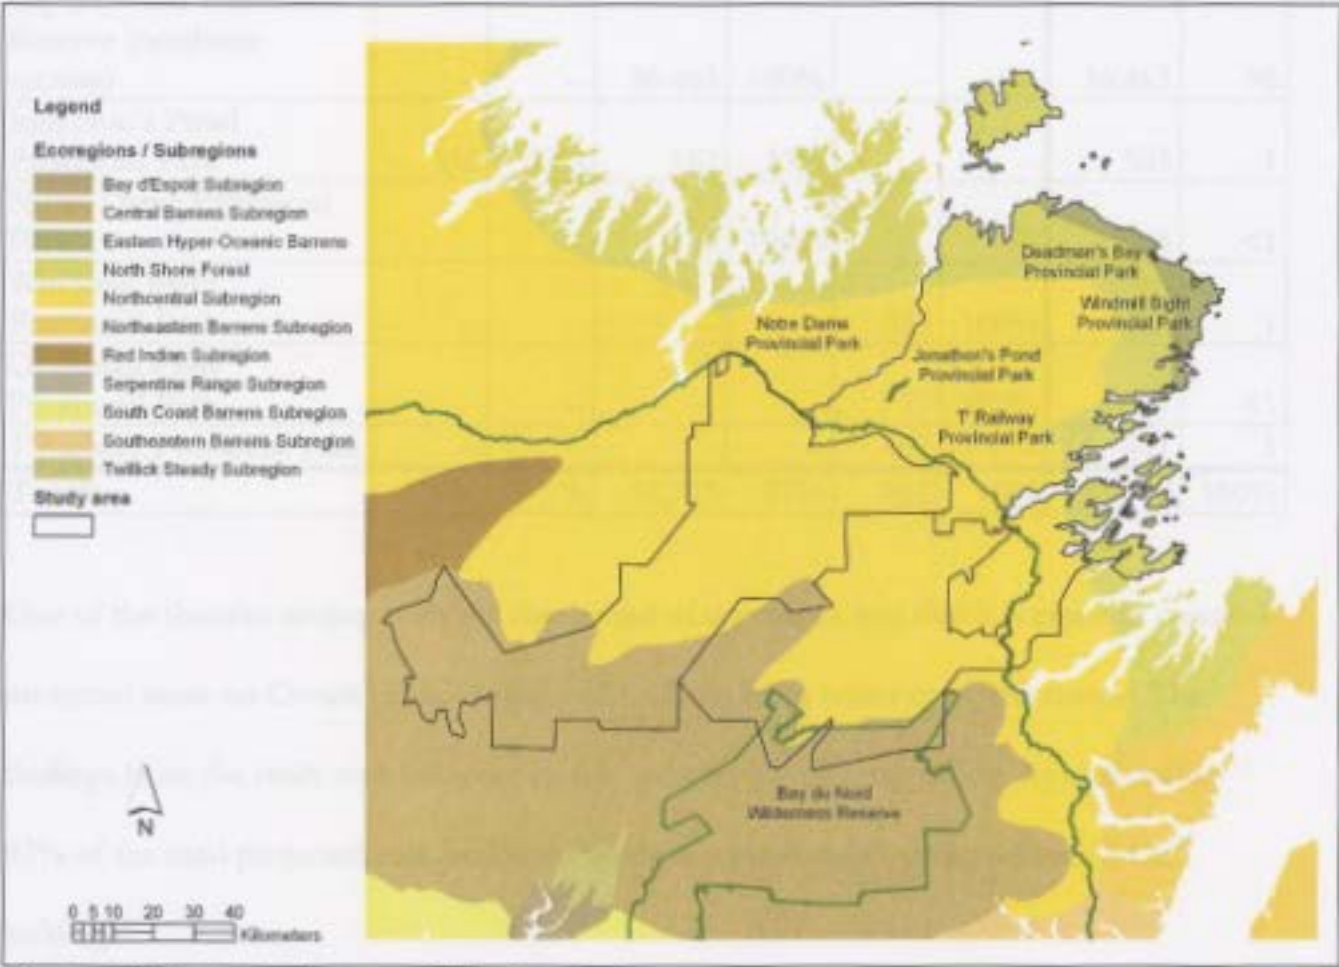 Legend
Ecoregions / Subregions
Bay d'Espoir Subregion
Central Barrens Subregion
Eastern Hyper-Oceanic Barrens
North Shore Forest
Northcentral Subregion
Northeastern Barrens Subregion
Red Indian Subregion
Serpentine Range Subregion
South Coast Barrens Subregion
Southeastern Barrens Subregion
Twillick Steady Subregion
Study area
Deadman's Bay
Provincial Park
Windmill Bight
Provincial Park
Notre Dame
Provincial Park
Jonathon's Pond
Provincial Park
T' Railway
Provincial Park
Bay du Nord
Wilderness Reserve
N
0 5 10 20 30 40
Kilometers